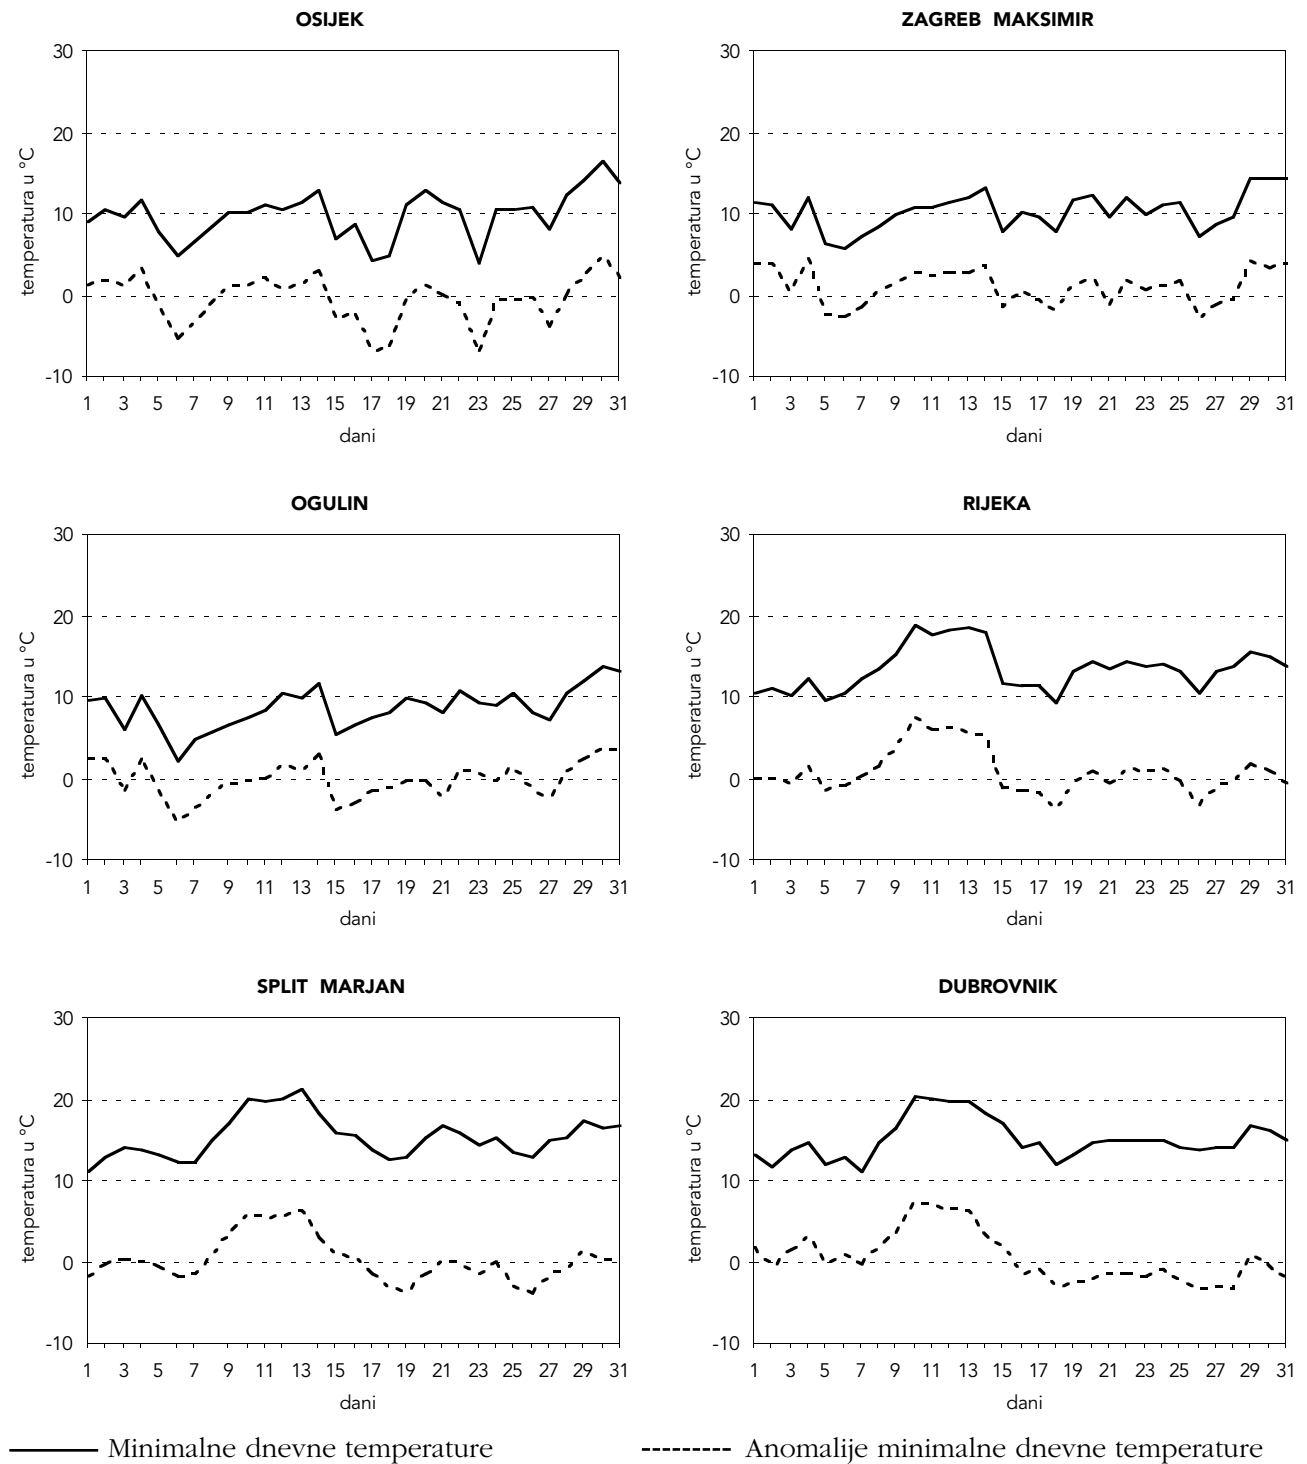 OSIJEK
30
20
10
0
-10
temperatura u °C
1 3 5 7 9 11 13 15 17 19 21 23 25 27 29 31
dani
ZAGREB MAKSIMIR
30
20
10
0
-10
temperatura u °C
1 3 5 7 9 11 13 15 17 19 21 23 25 27 29 31
dani
OGULIN
30
20
10
0
-10
temperatura u °C
1 3 5 7 9 11 13 15 17 19 21 23 25 27 29 31
dani
RIJEKA
30
20
10
0
-10
temperatura u °C
1 3 5 7 9 11 13 15 17 19 21 23 25 27 29 31
dani
SPLIT MARJAN
30
20
10
0
-10
temperatura u °C
1 3 5 7 9 11 13 15 17 19 21 23 25 27 29 31
dani
DUBROVNIK
30
20
10
0
-10
temperatura u °C
1 3 5 7 9 11 13 15 17 19 21 23 25 27 29 31
dani
Minimalne dnevne temperature
Anomalije minimalne dnevne temperature